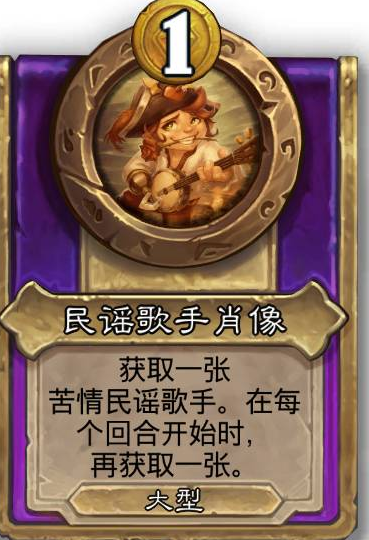 1
民谣歌手肖像
获取一张
苦情民谣歌手。在每
个回合开始时，
再获取一张。
大型